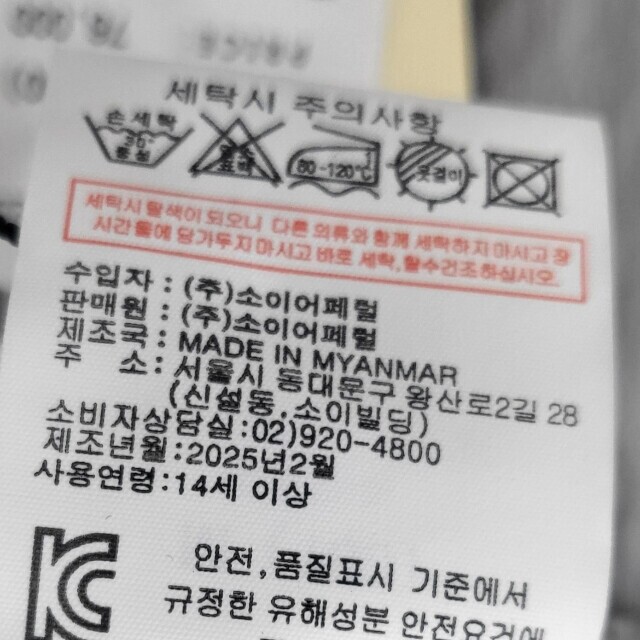 세탁시 주의사항
손세탁
30°
중성
표백
80~120℃
옷걸이
세탁시 탈색이 되오니 다른 의류와 함께 세탁하지 마시고 장
시간 물에 담가두지 마시고 바로 세탁, 탈수건조하십시오.
수입자 : (주)소이어패럴
판매원 : (주)소이어패럴
제조국 : MADE IN MYANMAR
주 소 : 서울시 동대문구 왕산로2길 28
(신설동, 소이빌딩)
소비자상담실:02)920-4800
제조년월:2025년2월
사용연령:14세 이상
안전,품질표시 기준에서
규정한 유해성분 안전요건에